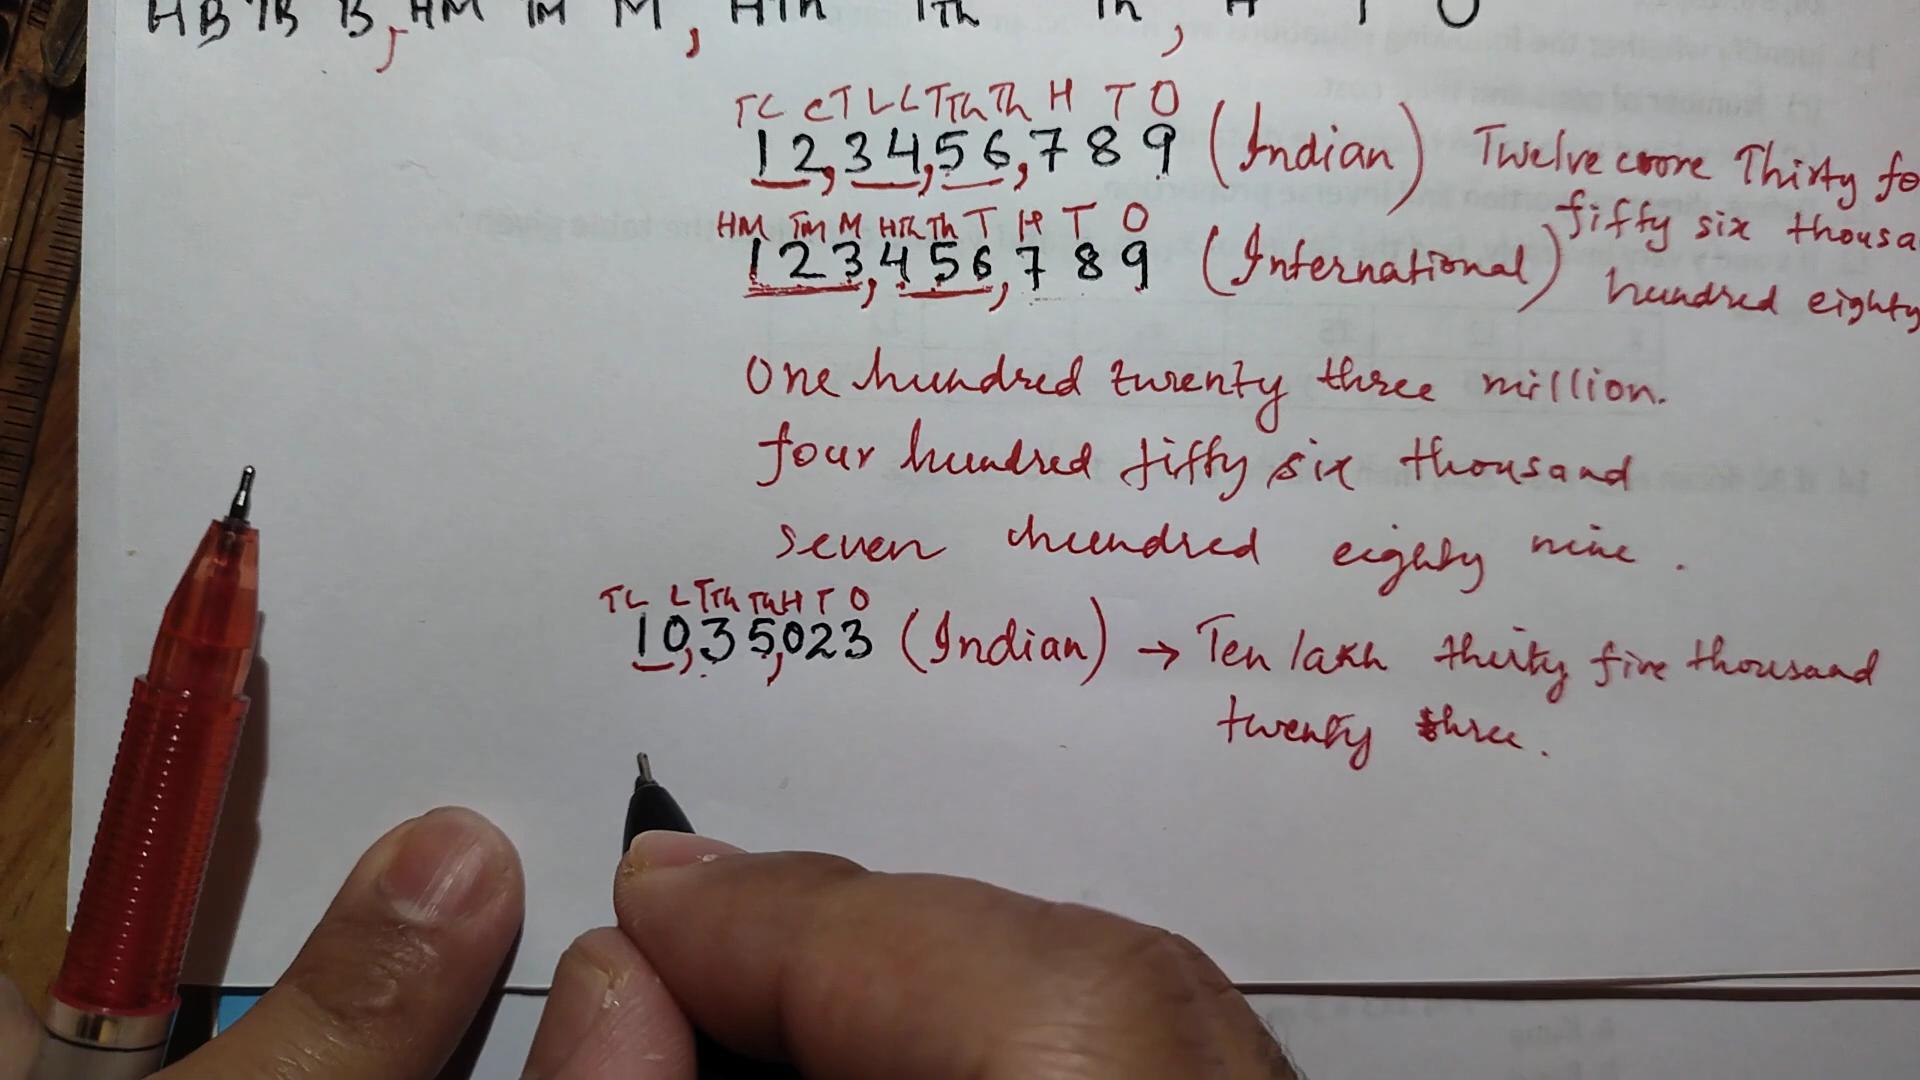 HB TB B, HM TM M, HTh TTh Th, H T O
TC C TL L TTh Th H T O
12,34,56,789 (Indian) Twelve crore Thirty fo
fiffy six thousa
HM TM M HTh Th T H T O
123,456,789 (International) hundred eighty
One hundred twenty three million.
four hundred fiffy six thousand
seven hundred eighty nine.
TL L TTh Th H T O
10,35,023 (Indian) → Ten lakh thirty five thousand
twenty three.